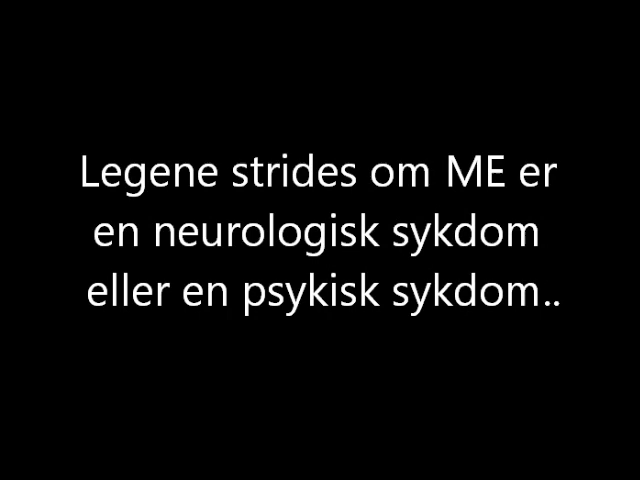 Legene strides om ME er
en neurologisk sykdom
eller en psykisk sykdom..